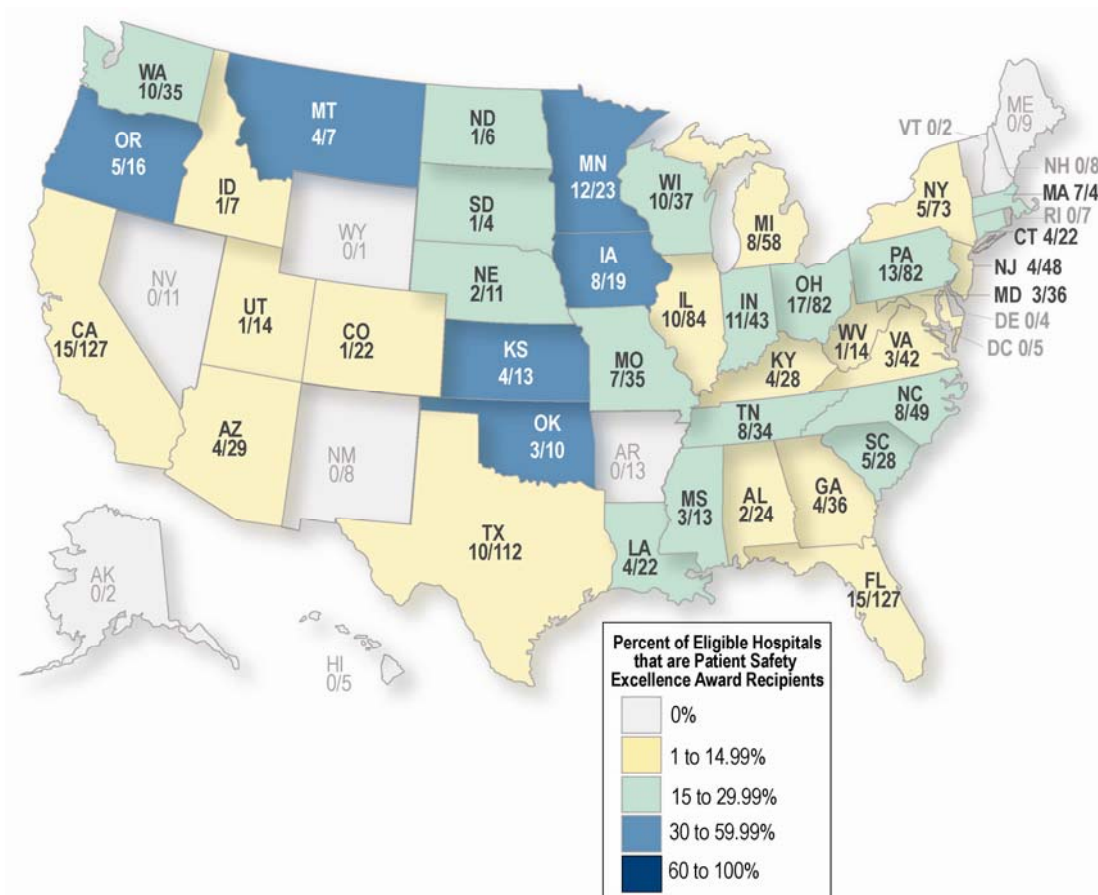 WA
10/35
MT
4/7
ND
1/6
MN
12/23
OR
5/16
ID
1/7
WY
0/1
SD
1/4
WI
10/37
MI
8/58
NY
5/73
ME
0/9
VT 0/2
NH 0/8
MA 7/4
RI 0/7
CT 4/22
NJ 4/48
MD 3/36
DE 0/4
DC 0/5
NV
0/11
UT
1/14
CO
1/22
NE
2/11
IA
8/19
IL
10/84
IN
11/43
OH
17/82
PA
13/82
WV
1/14
VA
3/42
CA
15/127
KS
4/13
MO
7/35
KY
4/28
AZ
4/29
NM
0/8
OK
3/10
AR
0/13
TN
8/34
NC
8/49
SC
5/28
TX
10/112
LA
4/22
MS
3/13
AL
2/24
GA
4/36
FL
15/127
AK
0/2
HI
0/5
Percent of Eligible Hospitals
that are Patient Safety
Excellence Award Recipients
0%
1 to 14.99%
15 to 29.99%
30 to 59.99%
60 to 100%